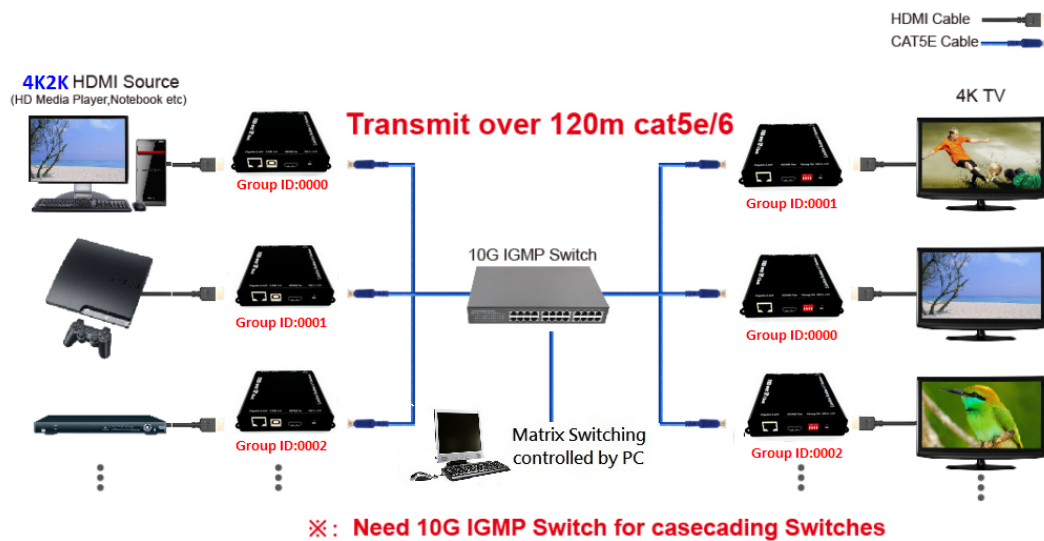 HDMI Cable
CAT5E Cable
4K2K HDMI Source
(HD Media Player,Notebook etc)
4K TV
Transmit over 120m cat5e/6
Group ID:0000
Group ID:0001
10G IGMP Switch
Group ID:0001
Group ID:0000
Group ID:0002
Matrix Switching
controlled by PC
Group ID:0002
※: Need 10G IGMP Switch for casecading Switches